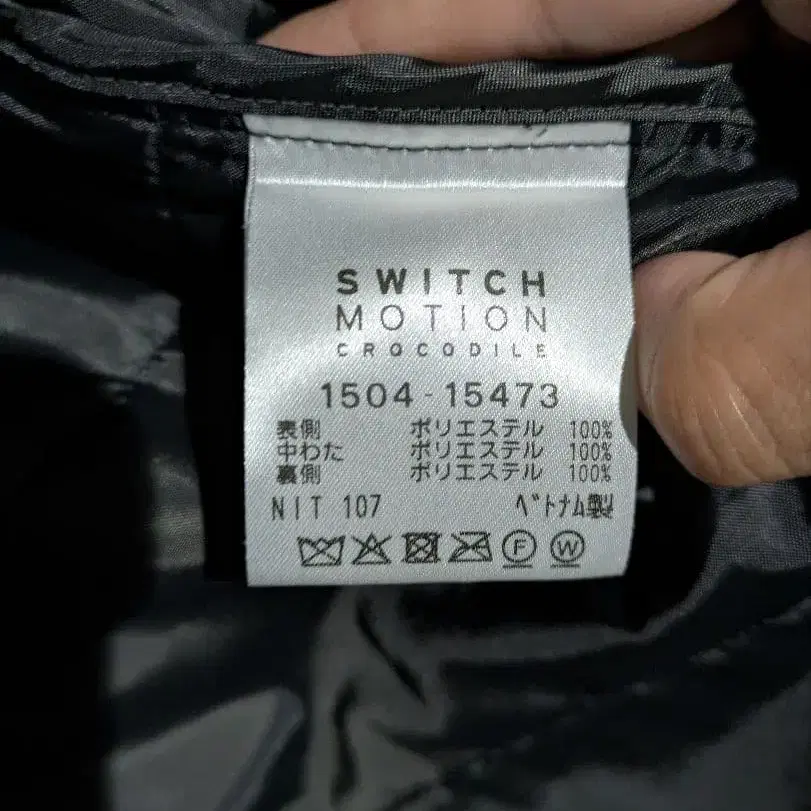 SWITCH
MOTION
CROCODILE
1504-15473
表側 ポリエステル 100%
中わた ポリエステル 100%
裏側 ポリエステル 100%
NIT 107 ベトナム製
F W